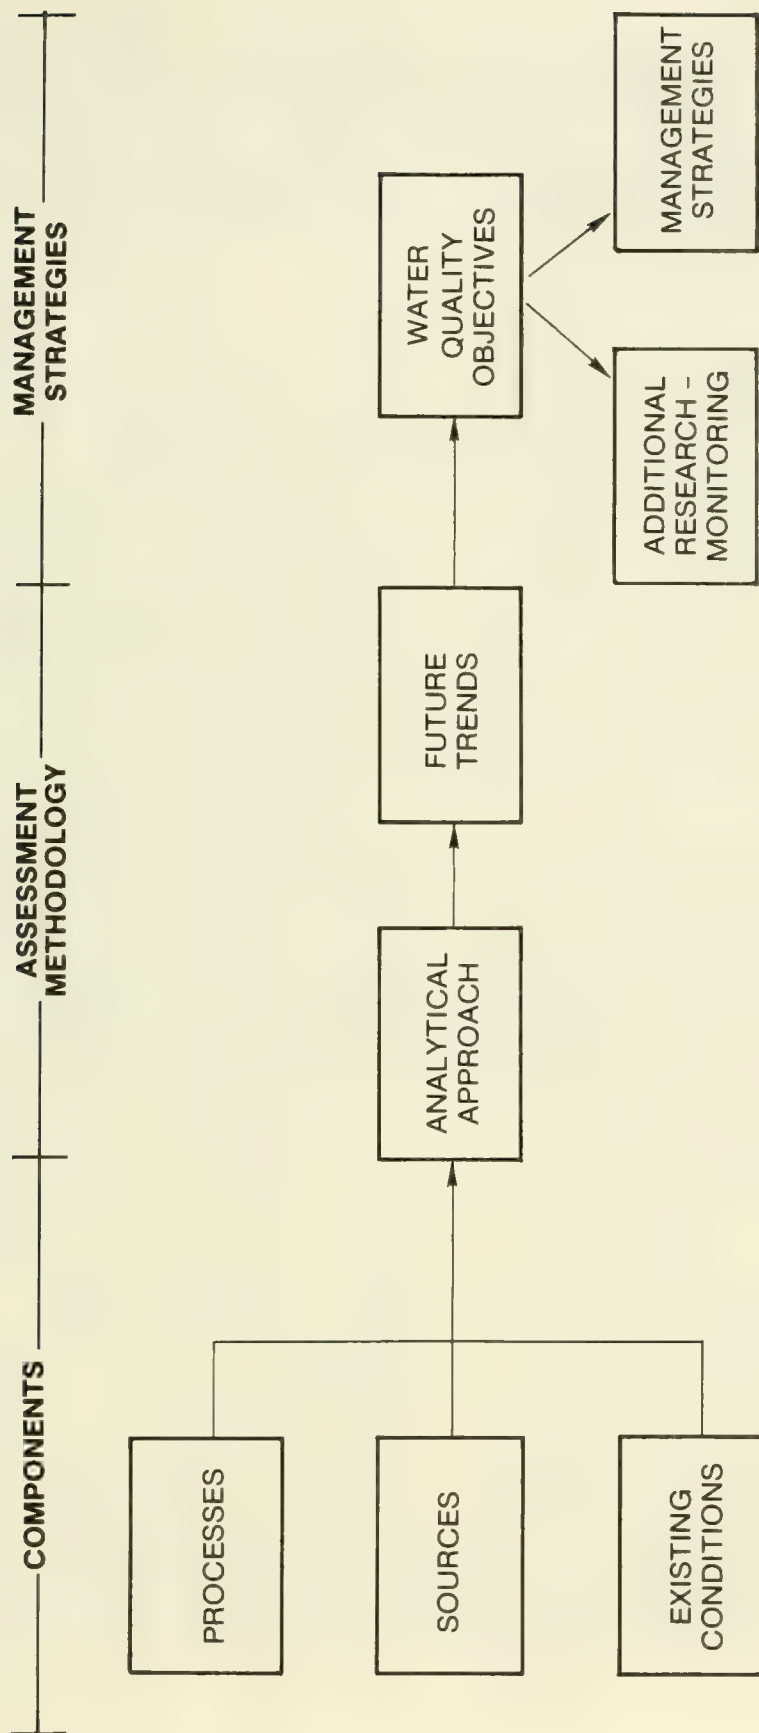 COMPONENTS
ASSESSMENT
METHODOLOGY
MANAGEMENT
STRATEGIES
PROCESSES
SOURCES
EXISTING
CONDITIONS
ANALYTICAL
APPROACH
FUTURE
TRENDS
WATER
QUALITY
OBJECTIVES
ADDITIONAL
RESEARCH -
MONITORING
MANAGEMENT
STRATEGIES